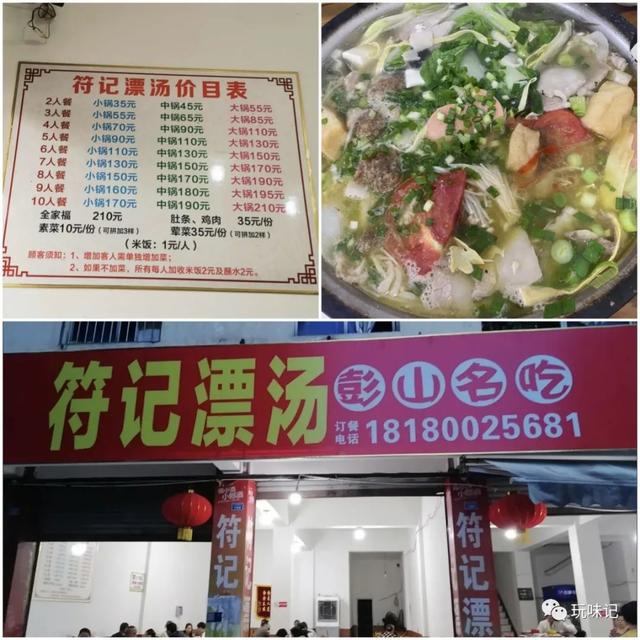 符记漂汤价目表
2人餐 小锅35元 中锅45元 大锅55元
3人餐 小锅55元 中锅65元 大锅85元
4人餐 小锅70元 中锅90元 大锅110元
5人餐 小锅90元 中锅110元 大锅130元
6人餐 小锅110元 中锅130元 大锅150元
7人餐 小锅130元 中锅150元 大锅170元
8人餐 小锅150元 中锅170元 大锅190元
9人餐 小锅160元 中锅180元 大锅195元
10人餐 小锅170元 中锅190元 大锅210元
全家福 210元 肚条、鸡肉 35元/份
素菜10元/份(可拼加3样) 荤菜35元/份(可拼加2样)
(米饭:1元/人)
顾客须知:1、增加客人需单独增加菜;
2、如果不加菜,所有每人加收米饭2元及蘸水2元。
符记漂汤 彭山名吃
订餐电话 18180025681
符记
符记漂
玩味记